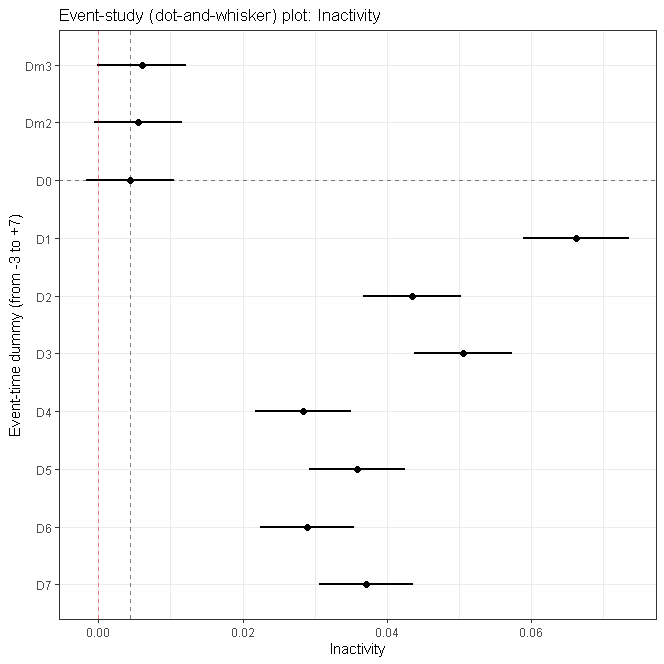 Event-study (dot-and-whisker) plot: Inactivity
Event-time dummy (from -3 to +7)
Dm3
Dm2
D0
D1
D2
D3
D4
D5
D6
D7
0.00 0.02 0.04 0.06
Inactivity